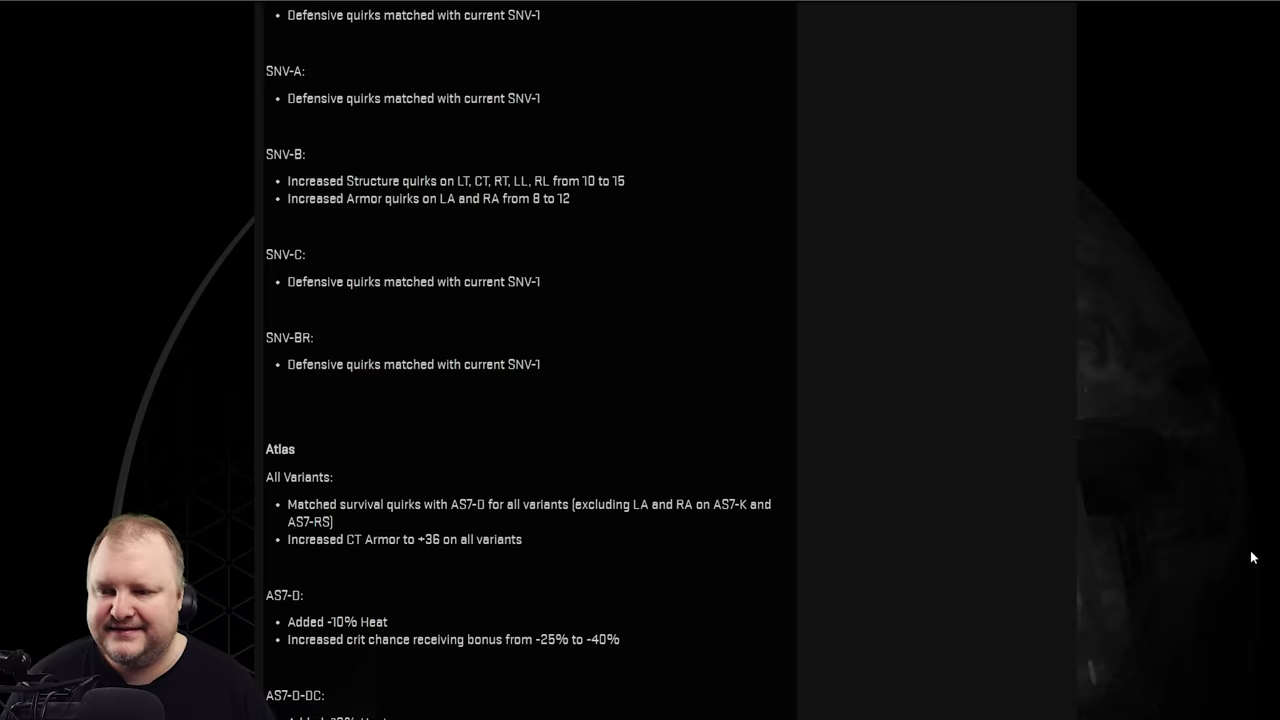 • Defensive quirks matched with current SNV-1
SNV-A:
• Defensive quirks matched with current SNV-1
SNV-B:
• Increased Structure quirks on LT, CT, RT, LL, RL from 10 to 15
• Increased Armor quirks on LA and RA from 8 to 12
SNV-C:
• Defensive quirks matched with current SNV-1
SNV-BR:
• Defensive quirks matched with current SNV-1
Atlas
All Variants:
• Matched survival quirks with AS7-D for all variants (excluding LA and RA on AS7-K and
AS7-RS)
• Increased CT Armor to +36 on all variants
AS7-D:
• Added -10% Heat
• Increased crit chance receiving bonus from -25% to -40%
AS7-D-DC: